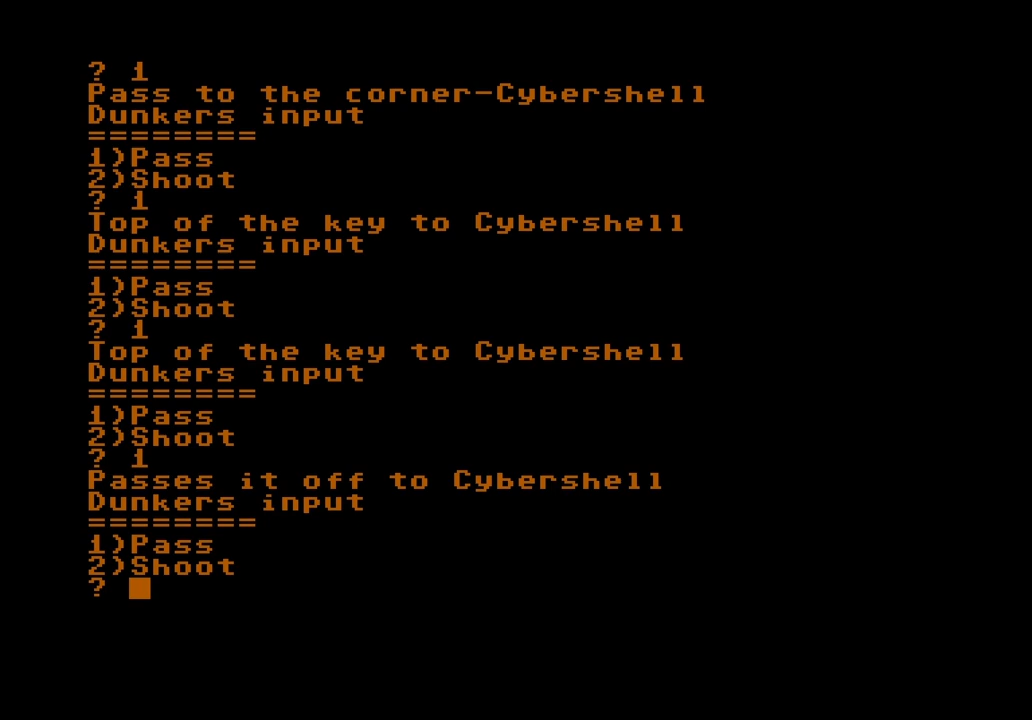 ? 1
Pass to the corner-Cybershell
Dunkers input
========
1)Pass
2)Shoot
? 1
Top of the key to Cybershell
Dunkers input
========
1)Pass
2)Shoot
? 1
Top of the key to Cybershell
Dunkers input
========
1)Pass
2)Shoot
? 1
Passes it off to Cybershell
Dunkers input
========
1)Pass
2)Shoot
?